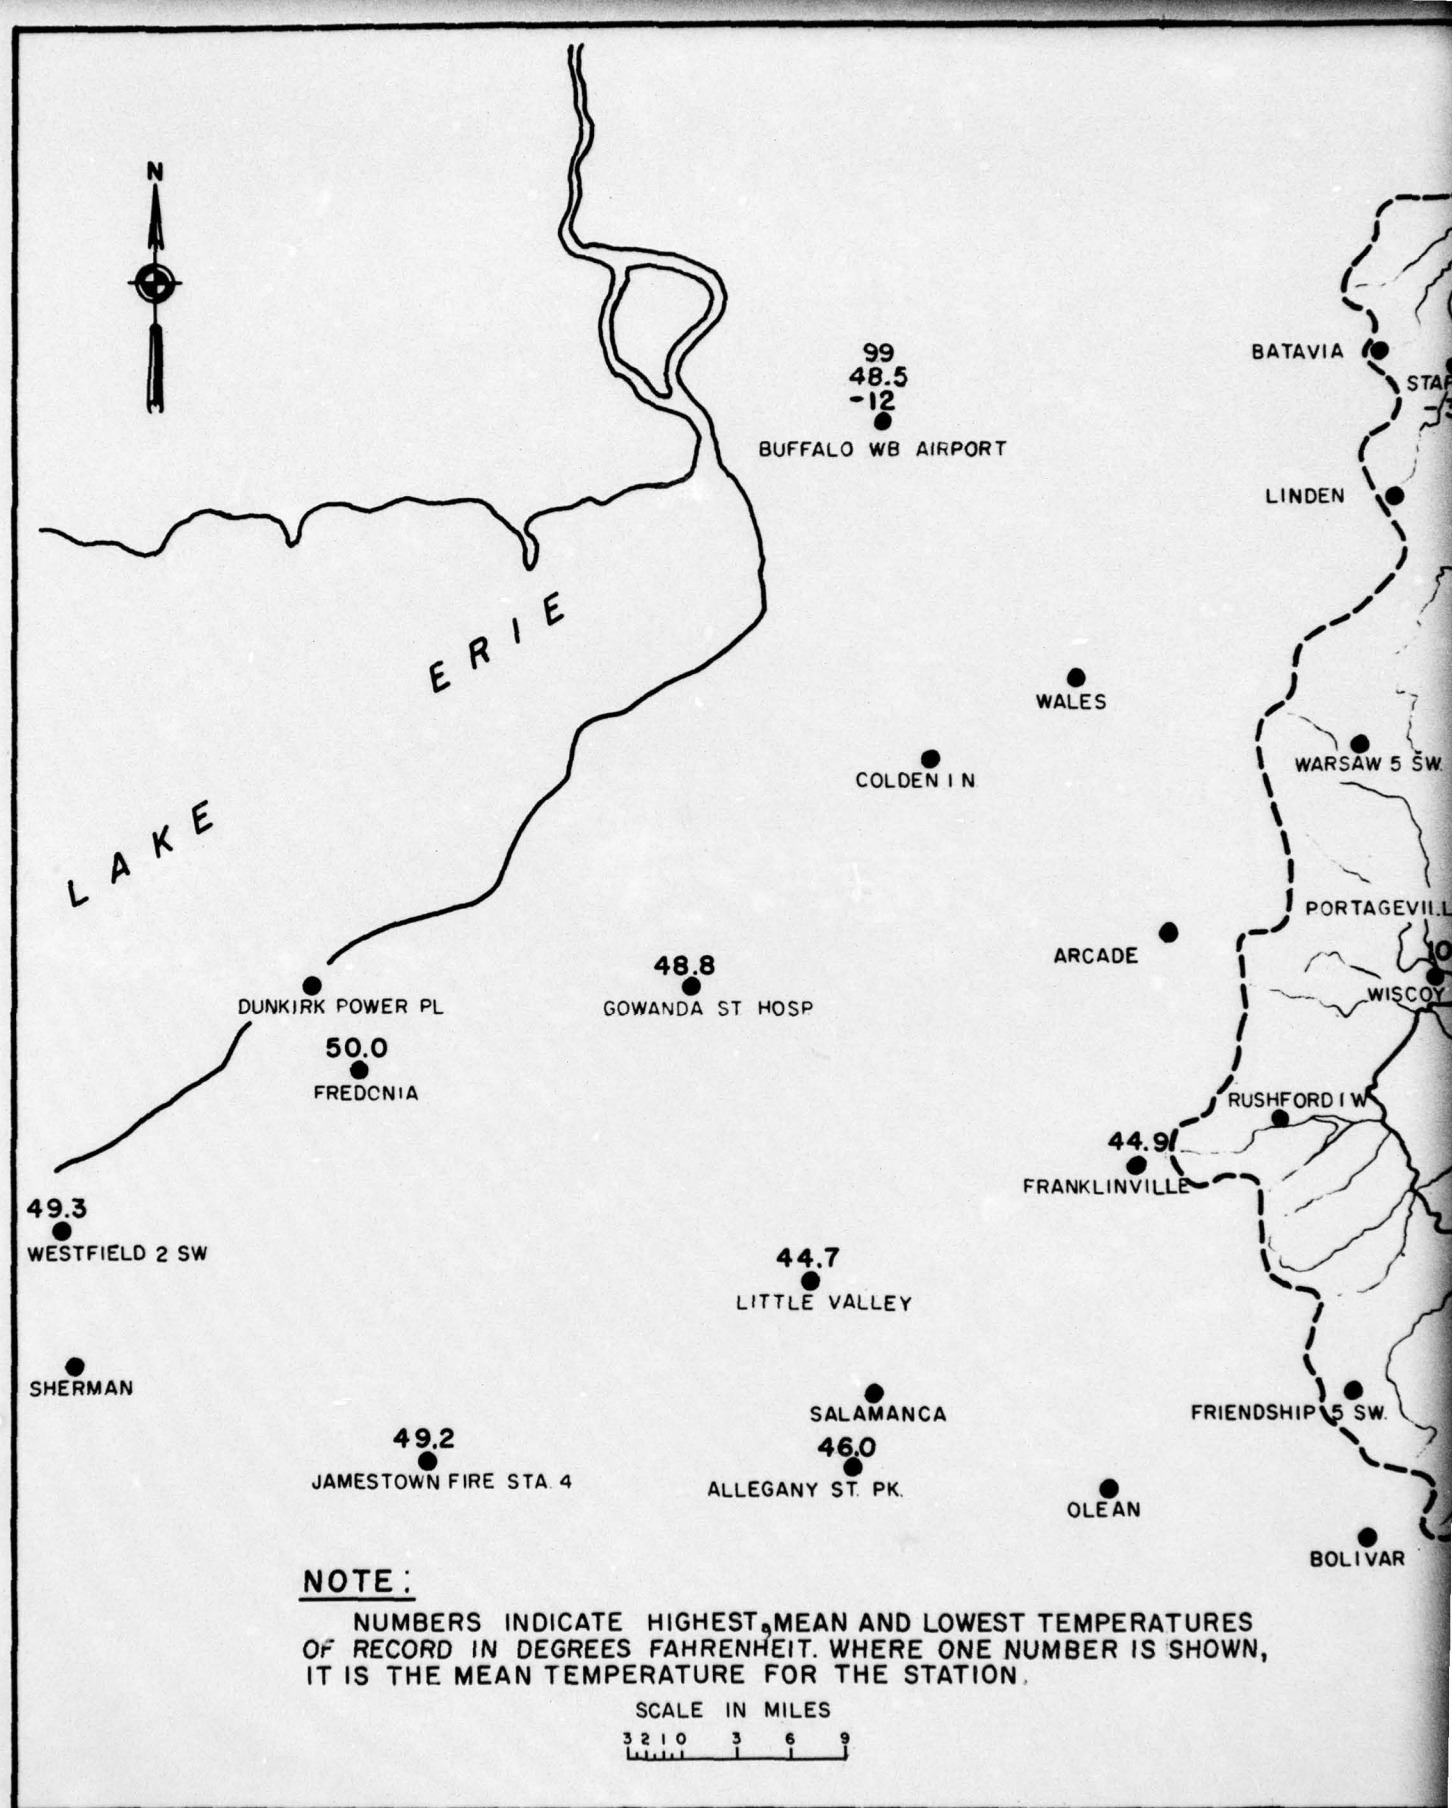 N
99
48.5
-12
BUFFALO WB AIRPORT
BATAVIA
LINDEN
ERIE
LAKE
WALES
COLDEN 1 N
WARSAW 5 SW.
ARCADE
WISCOY
48.8
GOWANDA ST HOSP
DUNKIRK POWER PL
50.0
FREDONIA
RUSHFORD 1 W
44.9
FRANKLINVILLE
49.3
WESTFIELD 2 SW
44.7
LITTLE VALLEY
SHERMAN
SALAMANCA
FRIENDSHIP 5 SW.
49.2
JAMESTOWN FIRE STA. 4
46.0
ALLEGANY ST. PK.
OLEAN
BOLIVAR
NOTE:
NUMBERS INDICATE HIGHEST, MEAN AND LOWEST TEMPERATURES
OF RECORD IN DEGREES FAHRENHEIT. WHERE ONE NUMBER IS SHOWN,
IT IS THE MEAN TEMPERATURE FOR THE STATION.
SCALE IN MILES
3 2 1 0 3 6 9